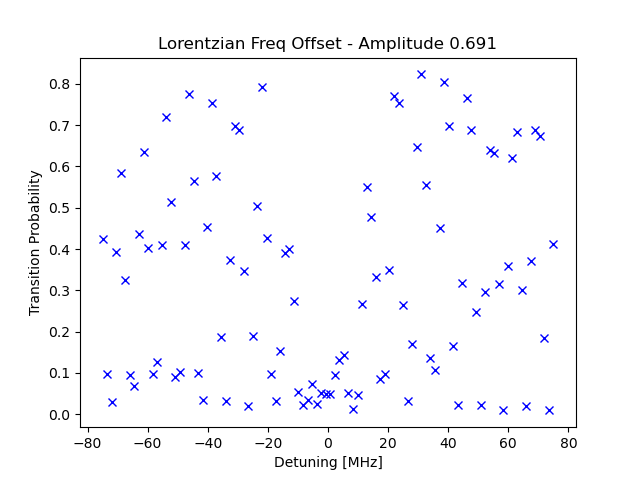 Lorentzian Freq Offset - Amplitude 0.691
Transition Probability
0.8
0.7
0.6
0.5
0.4
0.3
0.2
0.1
0.0
−80 −60 −40 −20 0 20 40 60 80
Detuning [MHz]